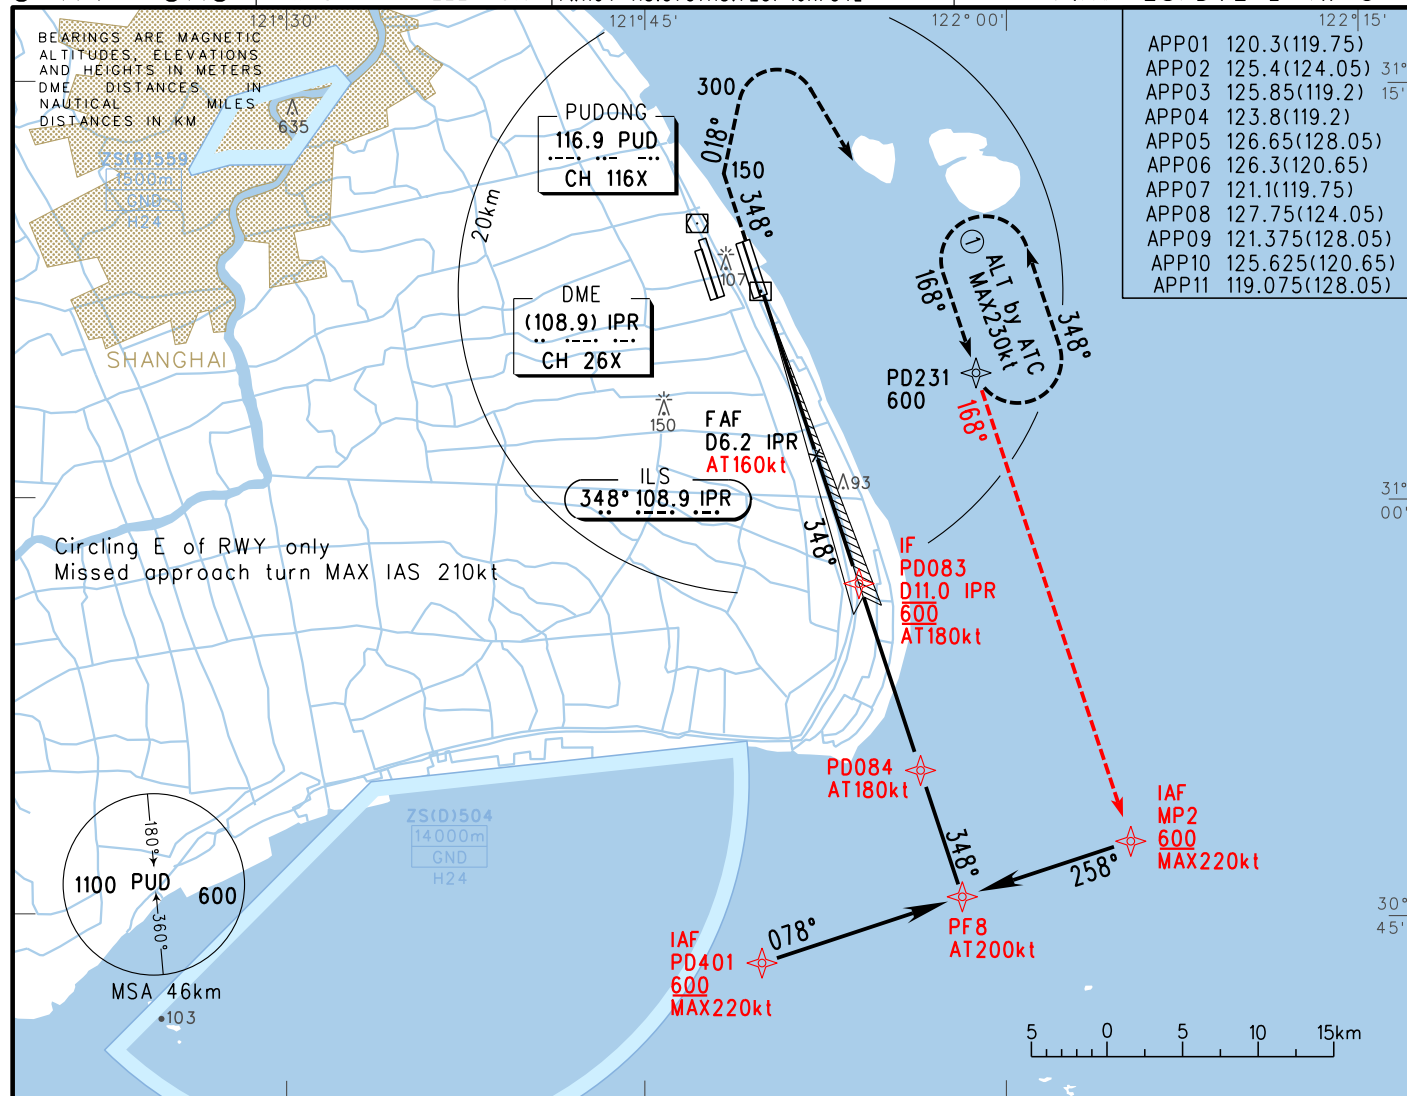 121°30'
121°45'
122°00'
122°15'
BEARINGS ARE MAGNETIC
ALTITUDES, ELEVATIONS
AND HEIGHTS IN METERS
DME DISTANCES IN
NAUTICAL MILES
DISTANCES IN KM
635
ZS(R)559
1500m
GND
H24
SHANGHAI
PUDONG
116.9 PUD
CH 116X
20km
300
018°
150
348°
107
DME
(108.9) IPR
CH 26X
150
FAF
D6.2 IPR
AT160kt
ILS
348° 108.9 IPR
93
348°
APP01 120.3(119.75)
APP02 125.4(124.05)
APP03 125.85(119.2)
APP04 123.8(119.2)
APP05 126.65(128.05)
APP06 126.3(120.65)
APP07 121.1(119.75)
APP08 127.75(124.05)
APP09 121.375(128.05)
APP10 125.625(120.65)
APP11 119.075(128.05)
31°
15'
1
ALT by ATC
MAX230kt
168°
348°
PD231
600
168°
31°
00'
Circling E of RWY only
Missed approach turn MAX IAS 210kt
IF
PD083
D11.0 IPR
600
AT180kt
PD084
AT180kt
348°
IAF
MP2
600
MAX220kt
258°
PF8
AT200kt
078°
IAF
PD401
600
MAX220kt
ZS(D)504
14000m
GND
H24
180°
1100 PUD 600
360°
MSA 46km
103
30°
45'
5 0 5 10 15km